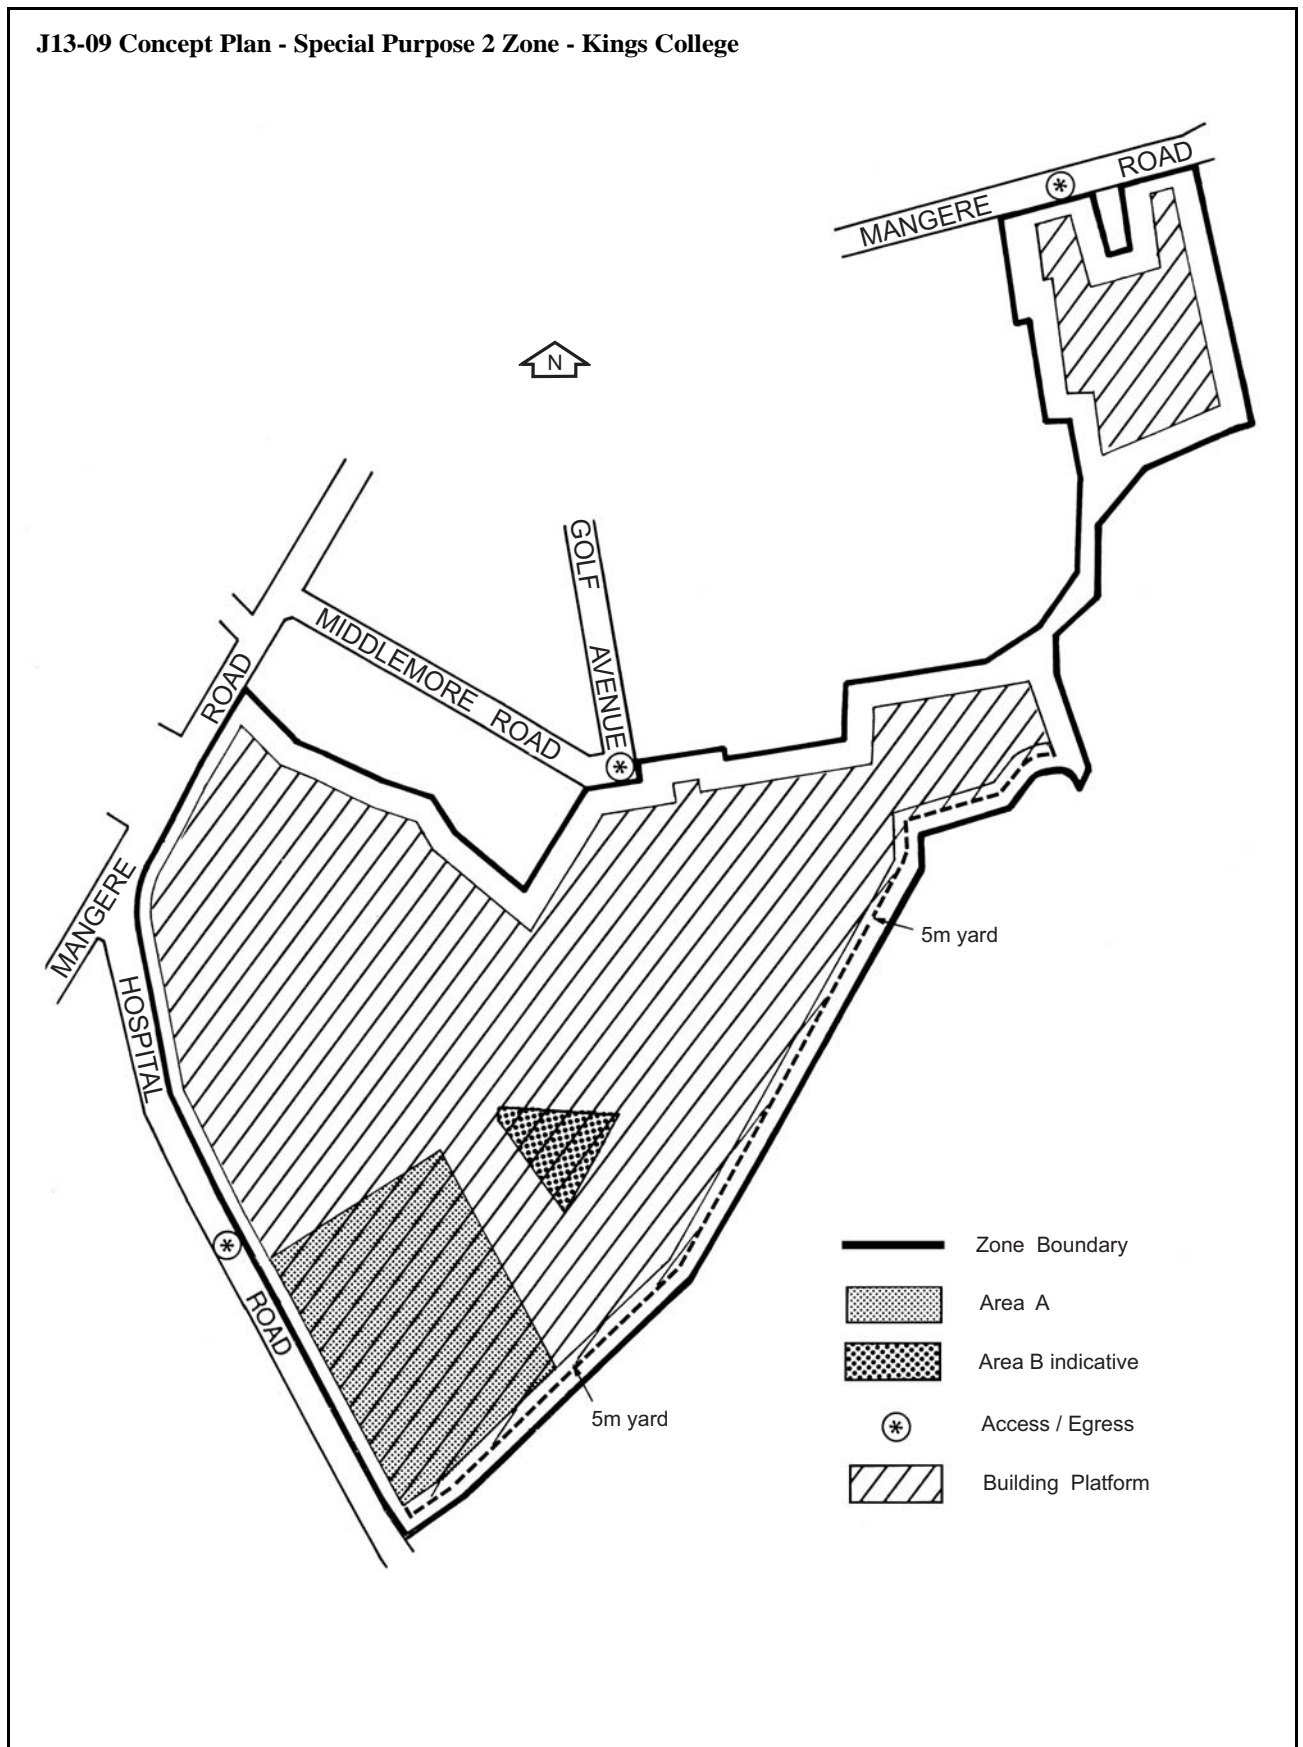 J13-09 Concept Plan - Special Purpose 2 Zone - Kings College
MANGERE ROAD
N
GOLF AVENUE
MIDDLEMORE ROAD
MANGERE ROAD
HOSPITAL ROAD
5m yard
5m yard
Zone Boundary
Area A
Area B indicative
Access / Egress
Building Platform